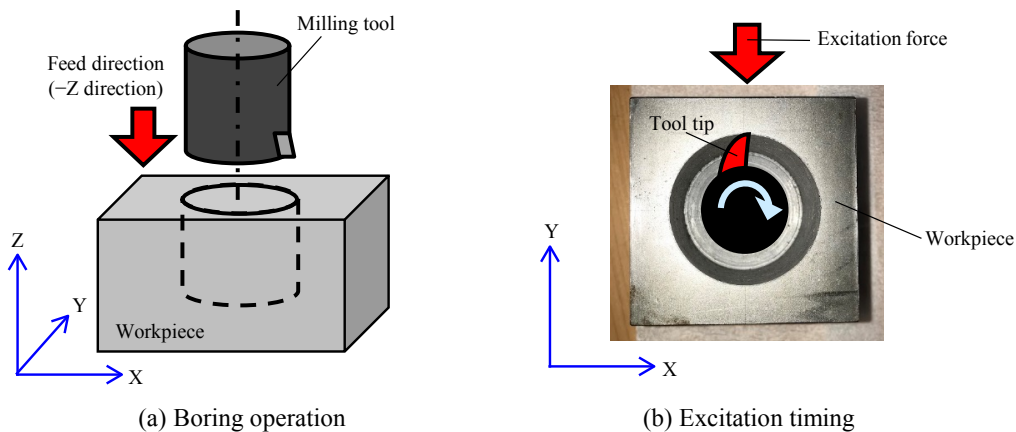 Milling tool
Feed direction
(−Z direction)
Z
Y
X
Workpiece
(a) Boring operation
Excitation force
Tool tip
Y
Workpiece
X
(b) Excitation timing